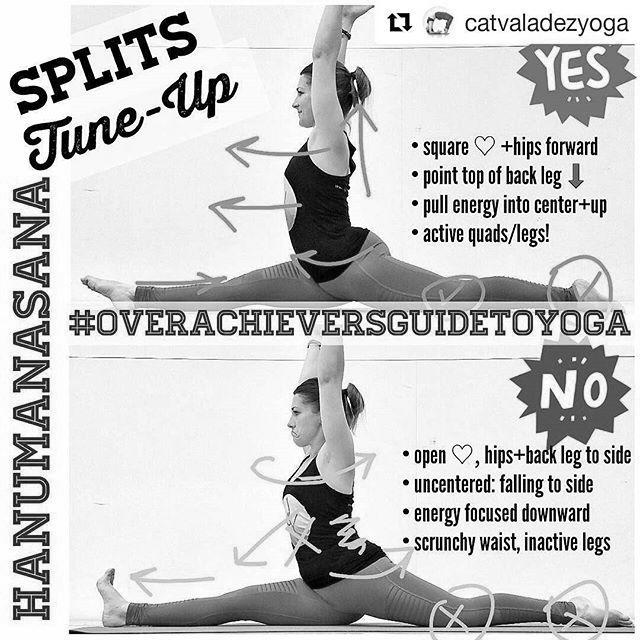 catvaladezyoga
SPLITS
Tune-Up
YES
• square ♡ +hips forward
• point top of back leg ⬇
• pull energy into center+up
• active quads/legs!
HANUMANASANA
#OVERACHIEVERSGUIDETOYOGA
NO
• open ♡, hips+back leg to side
• uncentered: falling to side
• energy focused downward
• scrunchy waist, inactive legs